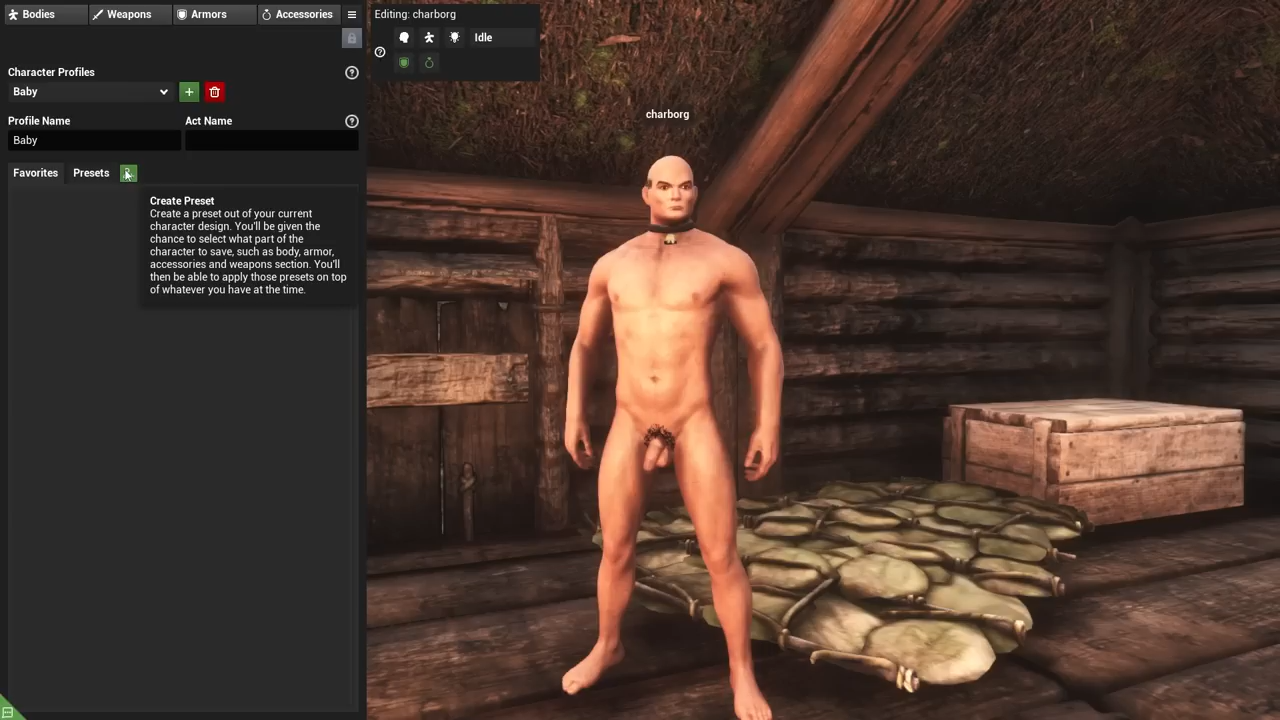 Bodies
Weapons
Armors
Accessories
Editing: charborg
Idle
Character Profiles
Baby
Profile Name
Act Name
Baby
Favorites
Presets
Create Preset
Create a preset out of your current
character design. You'll be given the
chance to select what part of the
character to save, such as body, armor,
accessories and weapons section. You'll
then be able to apply those presets on top
of whatever you have at the time.
charborg